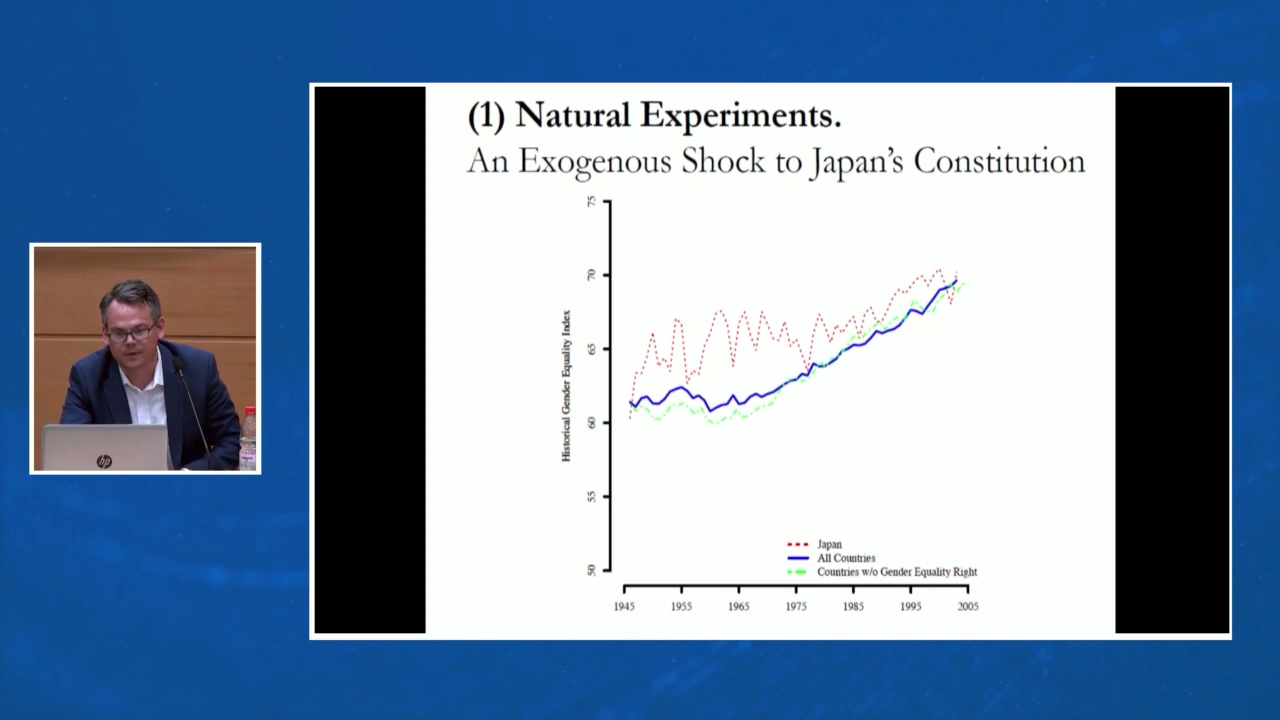 (1) Natural Experiments.
An Exogenous Shock to Japan's Constitution
75
70
65
60
55
50
Historical Gender Equality Index
Japan
All Countries
Countries w/o Gender Equality Right
1945
1955
1965
1975
1985
1995
2005
hp